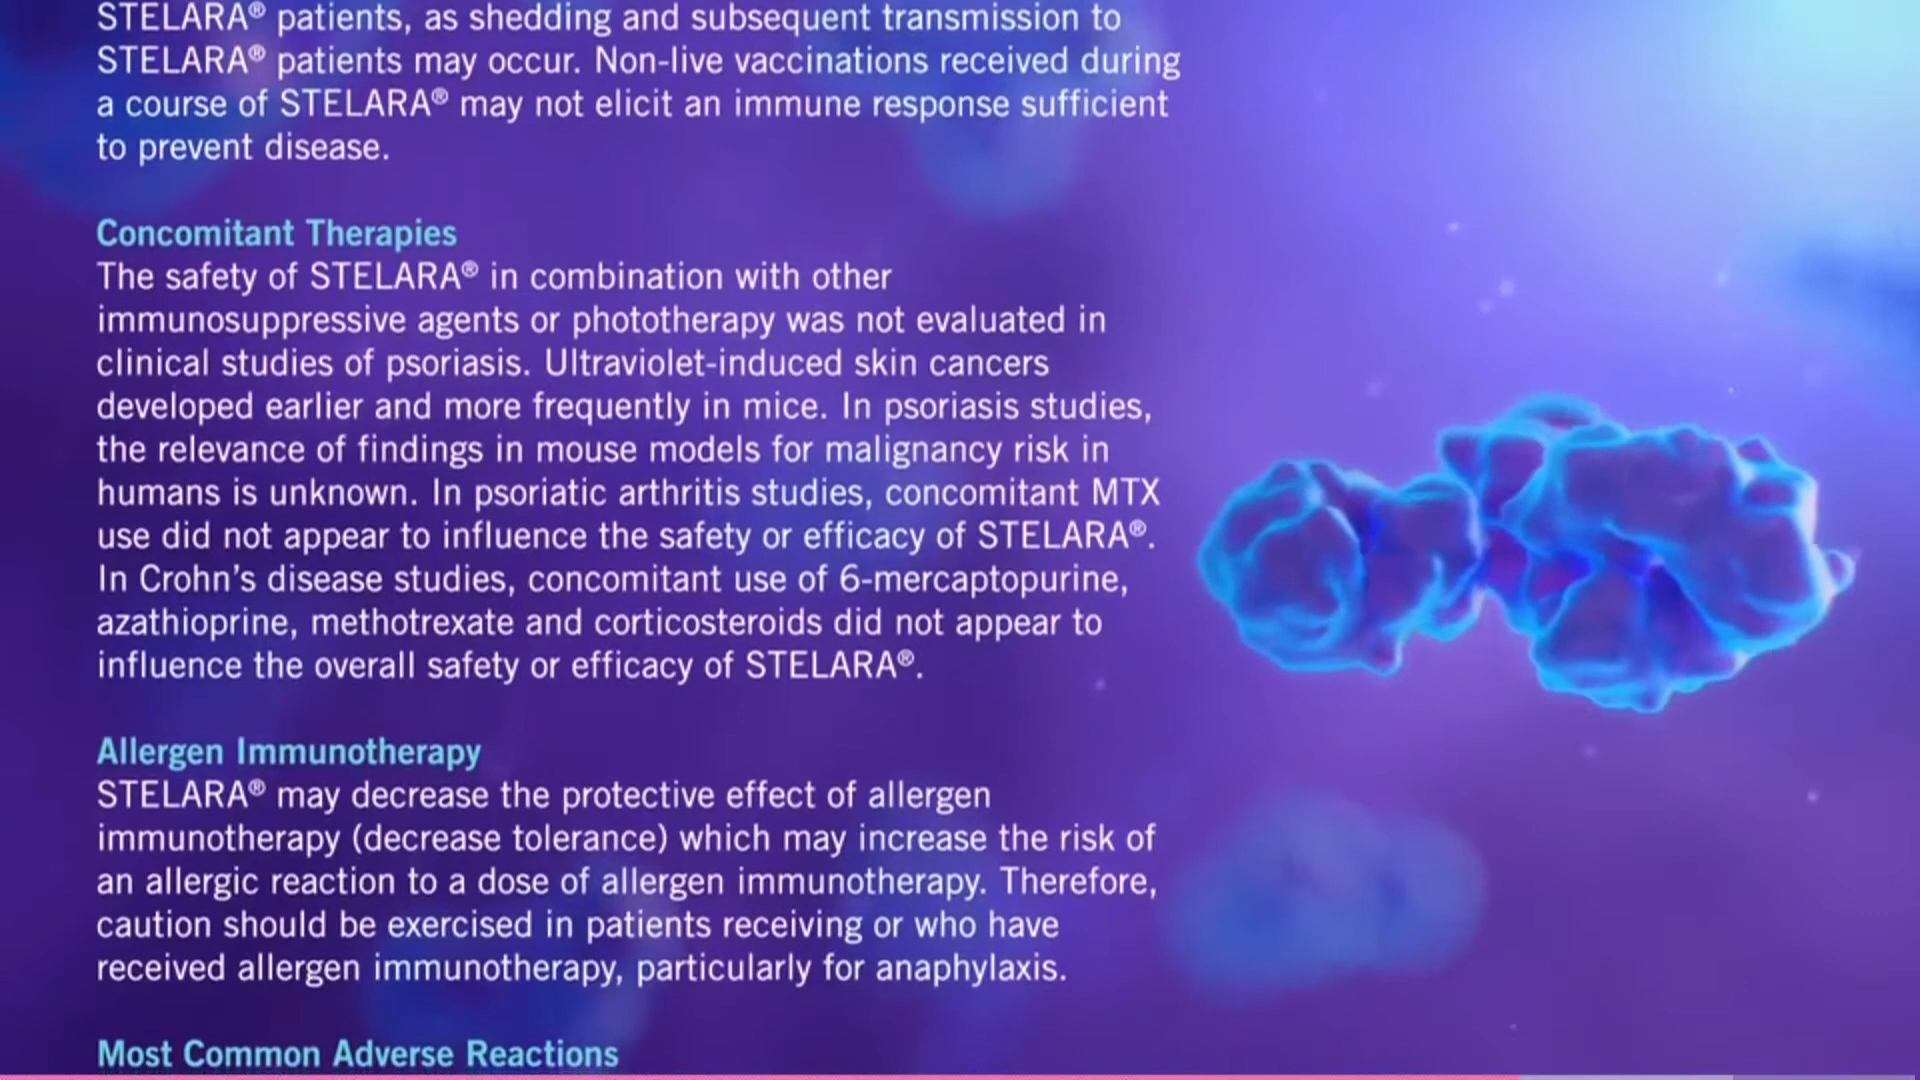 STELARA® patients, as shedding and subsequent transmission to
STELARA® patients may occur. Non-live vaccinations received during
a course of STELARA® may not elicit an immune response sufficient
to prevent disease.
Concomitant Therapies
The safety of STELARA® in combination with other
immunosuppressive agents or phototherapy was not evaluated in
clinical studies of psoriasis. Ultraviolet-induced skin cancers
developed earlier and more frequently in mice. In psoriasis studies,
the relevance of findings in mouse models for malignancy risk in
humans is unknown. In psoriatic arthritis studies, concomitant MTX
use did not appear to influence the safety or efficacy of STELARA®.
In Crohn’s disease studies, concomitant use of 6-mercaptopurine,
azathioprine, methotrexate and corticosteroids did not appear to
influence the overall safety or efficacy of STELARA®.
Allergen Immunotherapy
STELARA® may decrease the protective effect of allergen
immunotherapy (decrease tolerance) which may increase the risk of
an allergic reaction to a dose of allergen immunotherapy. Therefore,
caution should be exercised in patients receiving or who have
received allergen immunotherapy, particularly for anaphylaxis.
Most Common Adverse Reactions